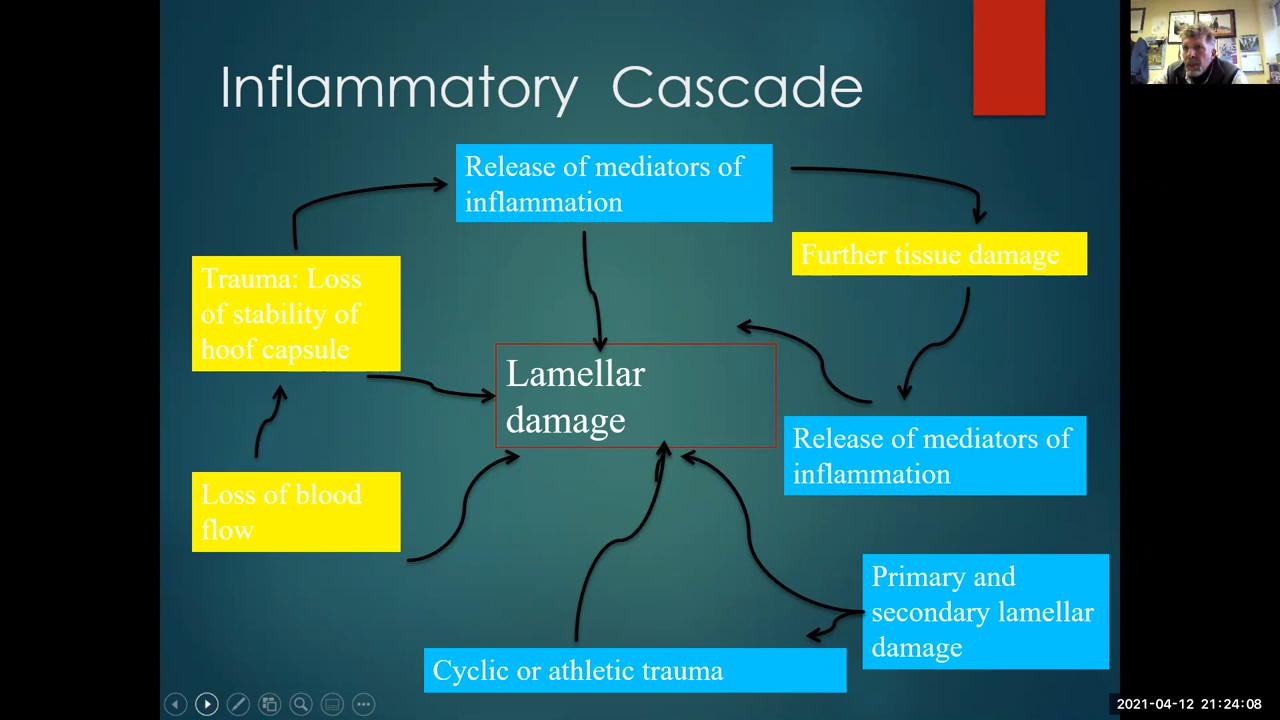 Inflammatory Cascade
Release of mediators of
inflammation
Further tissue damage
Trauma: Loss
of stability of
hoof capsule
Lamellar
damage
Release of mediators of
inflammation
Loss of blood
flow
Primary and
secondary lamellar
damage
Cyclic or athletic trauma
2021-04-12 21:24:08